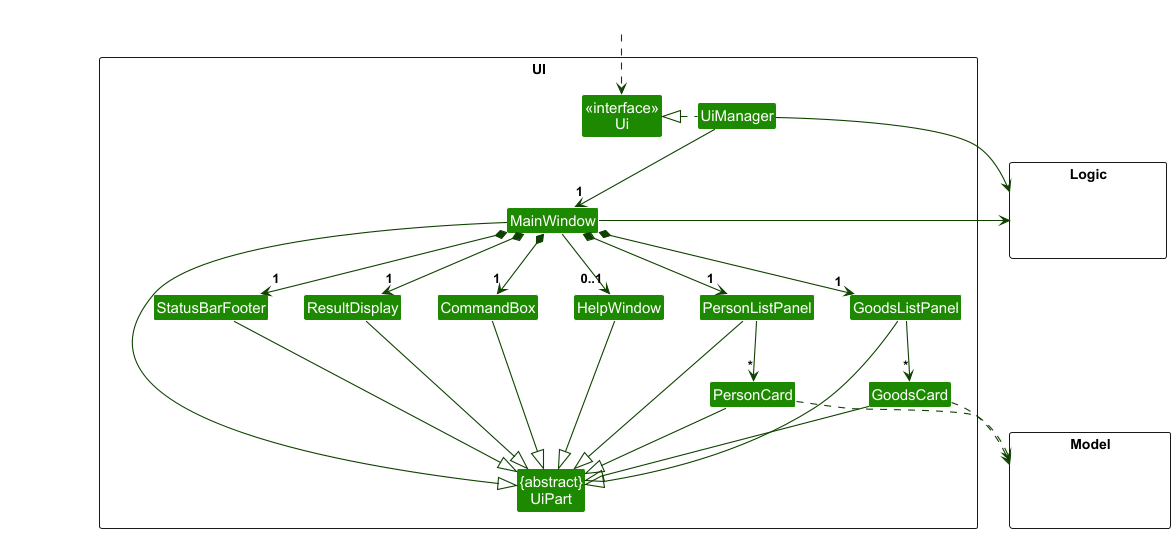 UI
«interface»
Ui
UiManager
Logic
1
MainWindow
1
1
1
0..1
1
1
StatusBarFooter
ResultDisplay
CommandBox
HelpWindow
PersonListPanel
GoodsListPanel
*
*
PersonCard
GoodsCard
Model
{abstract}
UiPart